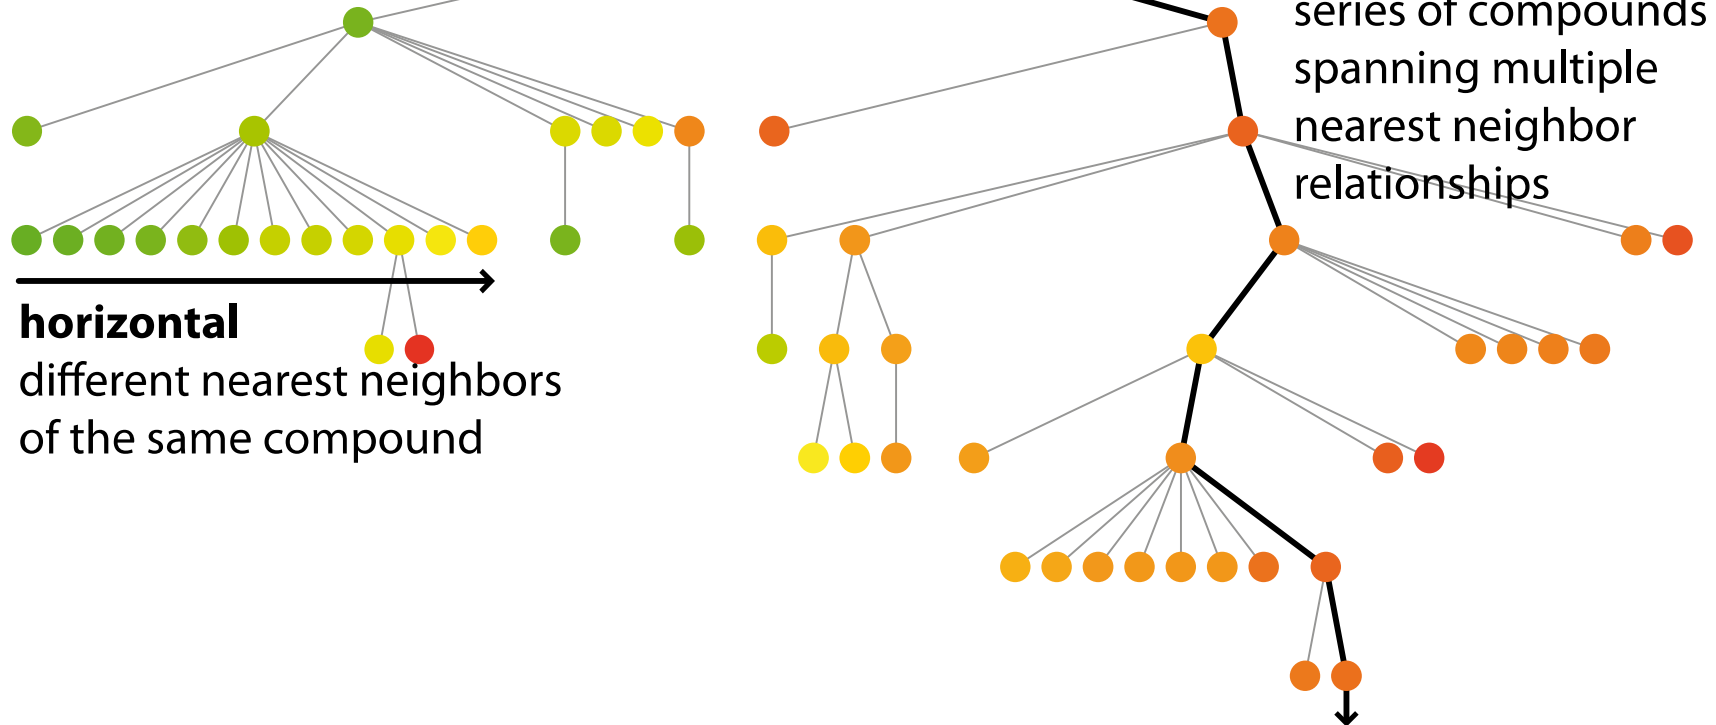 series of compounds
spanning multiple
nearest neighbor
relationships
horizontal
different nearest neighbors
of the same compound